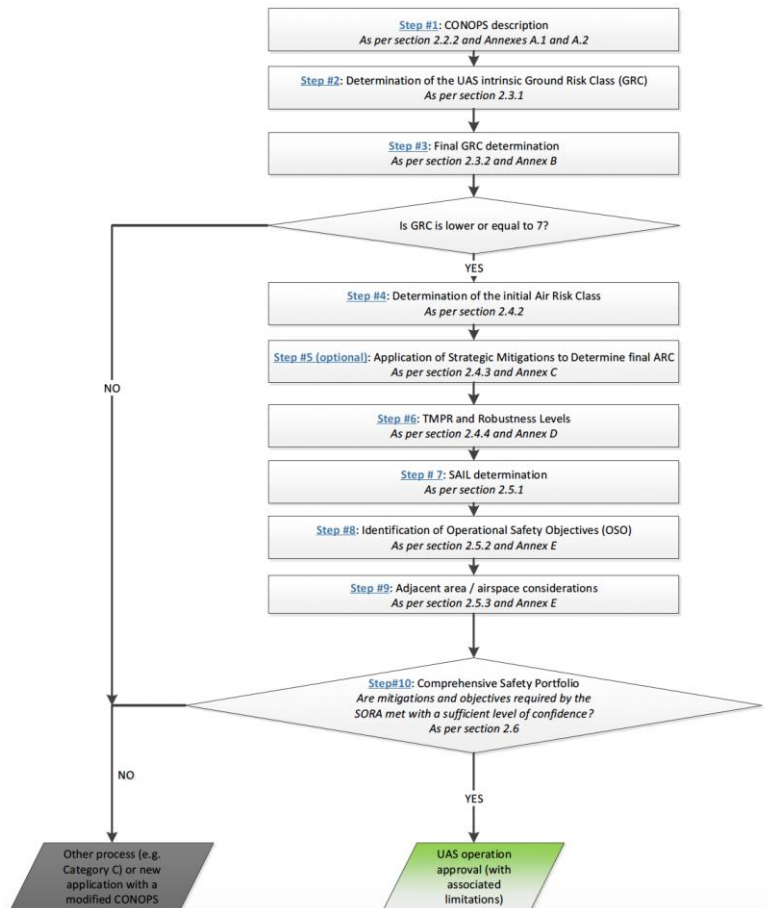 Step #1: CONOPS description
As per section 2.2.2 and Annexes A.1 and A.2
Step #2: Determination of the UAS intrinsic Ground Risk Class (GRC)
As per section 2.3.1
Step #3: Final GRC determination
As per section 2.3.2 and Annex B
Is GRC is lower or equal to 7?
YES
Step #4: Determination of the initial Air Risk Class
As per section 2.4.2
Step #5 (optional): Application of Strategic Mitigations to Determine final ARC
As per section 2.4.3 and Annex C
NO
Step #6: TMPR and Robustness Levels
As per section 2.4.4 and Annex D
Step # 7: SAIL determination
As per section 2.5.1
Step #8: Identification of Operational Safety Objectives (OSO)
As per section 2.5.2 and Annex E
Step #9: Adjacent area / airspace considerations
As per section 2.5.3 and Annex E
Step#10: Comprehensive Safety Portfolio
Are mitigations and objectives required by the
SORA met with a sufficient level of confidence?
As per section 2.6
NO
YES
Other process (e.g.
Category C) or new
application with a
modified CONOPS
UAS operation
approval (with
associated
limitations)